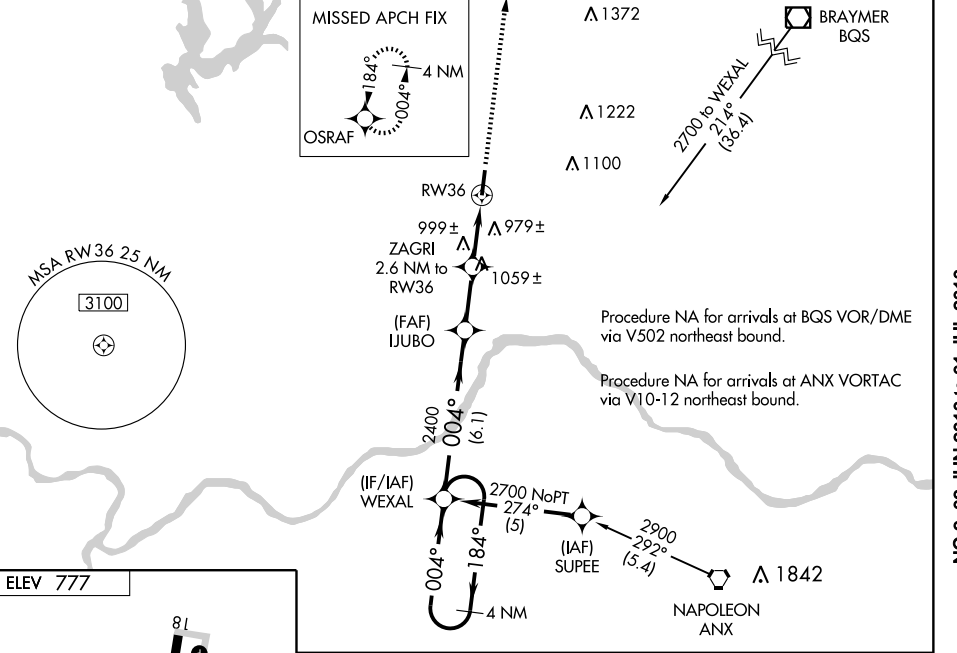 MISSED APCH FIX
184°
4 NM
004°
OSRAF
1372
BRAYMER
BQS
2700 to WEXAL
214°
(36.4)
1222
1100
RW36
999±
979±
ZAGRI
2.6 NM to
RW36
1059±
MSA RW36 25 NM
3100
(FAF)
IJUBO
Procedure NA for arrivals at BQS VOR/DME
via V502 northeast bound.
Procedure NA for arrivals at ANX VORTAC
via V10-12 northeast bound.
2400
004°
(6.1)
(IF/IAF)
WEXAL
2700 NoPT
274°
(5)
(IAF)
SUPEE
2900
292°
(5.4)
004°
184°
4 NM
1842
NAPOLEON
ANX
ELEV 777
18